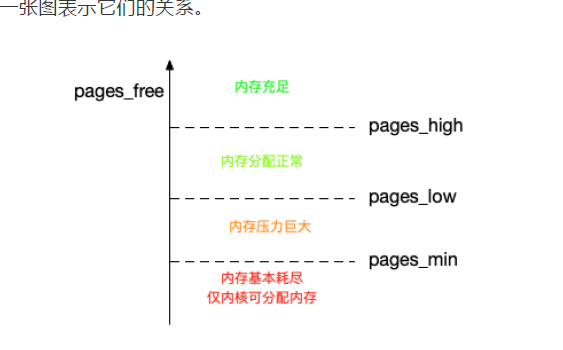 一张图表示它们的关系。
pages_free
内存充足
pages_high
内存分配正常
pages_low
内存压力巨大
pages_min
内存基本耗尽
仅内核可分配内存